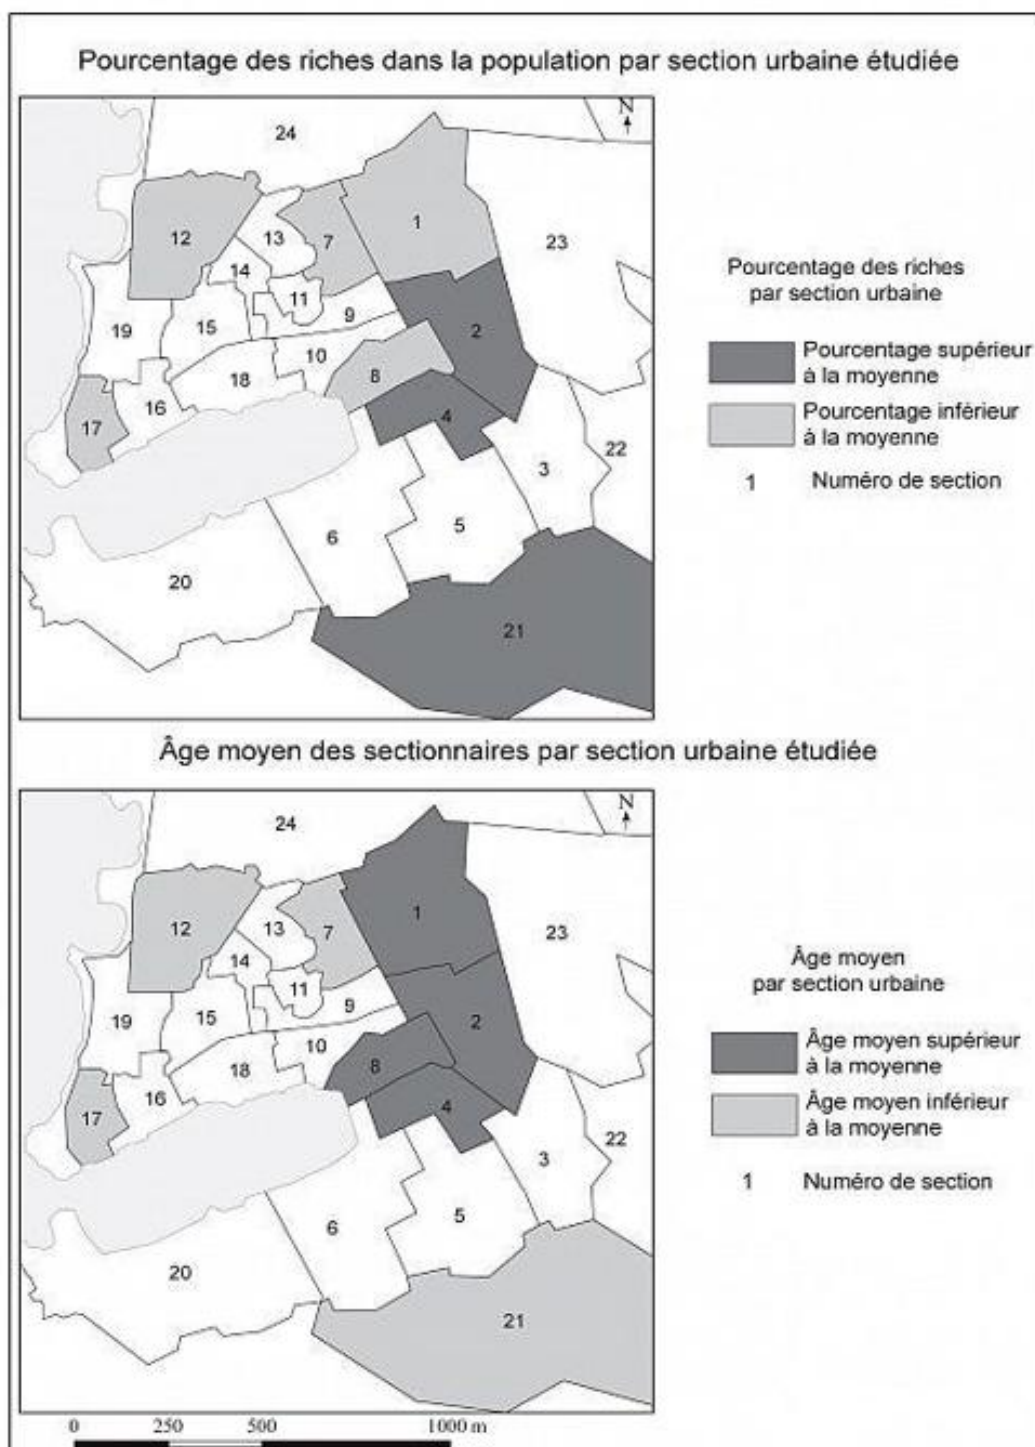 Pourcentage des riches dans la population par section urbaine étudiée
N
24
1
12
13
7
23
14
11
9
19
15
2
10
18
8
16
17
4
22
3
6
5
20
21
Pourcentage des riches
par section urbaine
Pourcentage supérieur
à la moyenne
Pourcentage inférieur
à la moyenne
1 Numéro de section
Âge moyen des sectionnaires par section urbaine étudiée
N
24
1
12
13
7
23
14
11
9
19
15
2
10
18
8
16
17
4
22
3
6
5
20
21
Âge moyen
par section urbaine
Âge moyen supérieur
à la moyenne
Âge moyen inférieur
à la moyenne
1 Numéro de section
0 250 500 1000 m